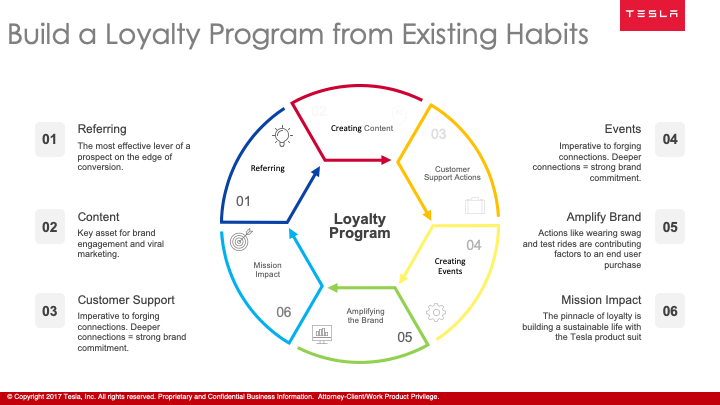 TESLA
Build a Loyalty Program from Existing Habits
01
Referring
The most effective lever of a
prospect on the edge of
conversion.
02
Content
Key asset for brand
engagement and viral
marketing.
03
Customer Support
Imperative to forging
connections. Deeper
connections = strong brand
commitment.
02
Creating Content
03
Customer
Support Actions
Referring
01
Loyalty
Program
04
Creating
Events
Mission
Impact
06
Amplifying
the Brand
05
Events
Imperative to forging
connections. Deeper
connections = strong brand
commitment.
04
Amplify Brand
Actions like wearing swag
and test rides are contributing
factors to an end user
purchase
05
Mission Impact
The pinnacle of loyalty is
building a sustainable life with
the Tesla product suit
06
© Copyright 2017 Tesla, Inc. All rights reserved. Proprietary and Confidential Business Information. Attorney-Client/Work Product Privilege.